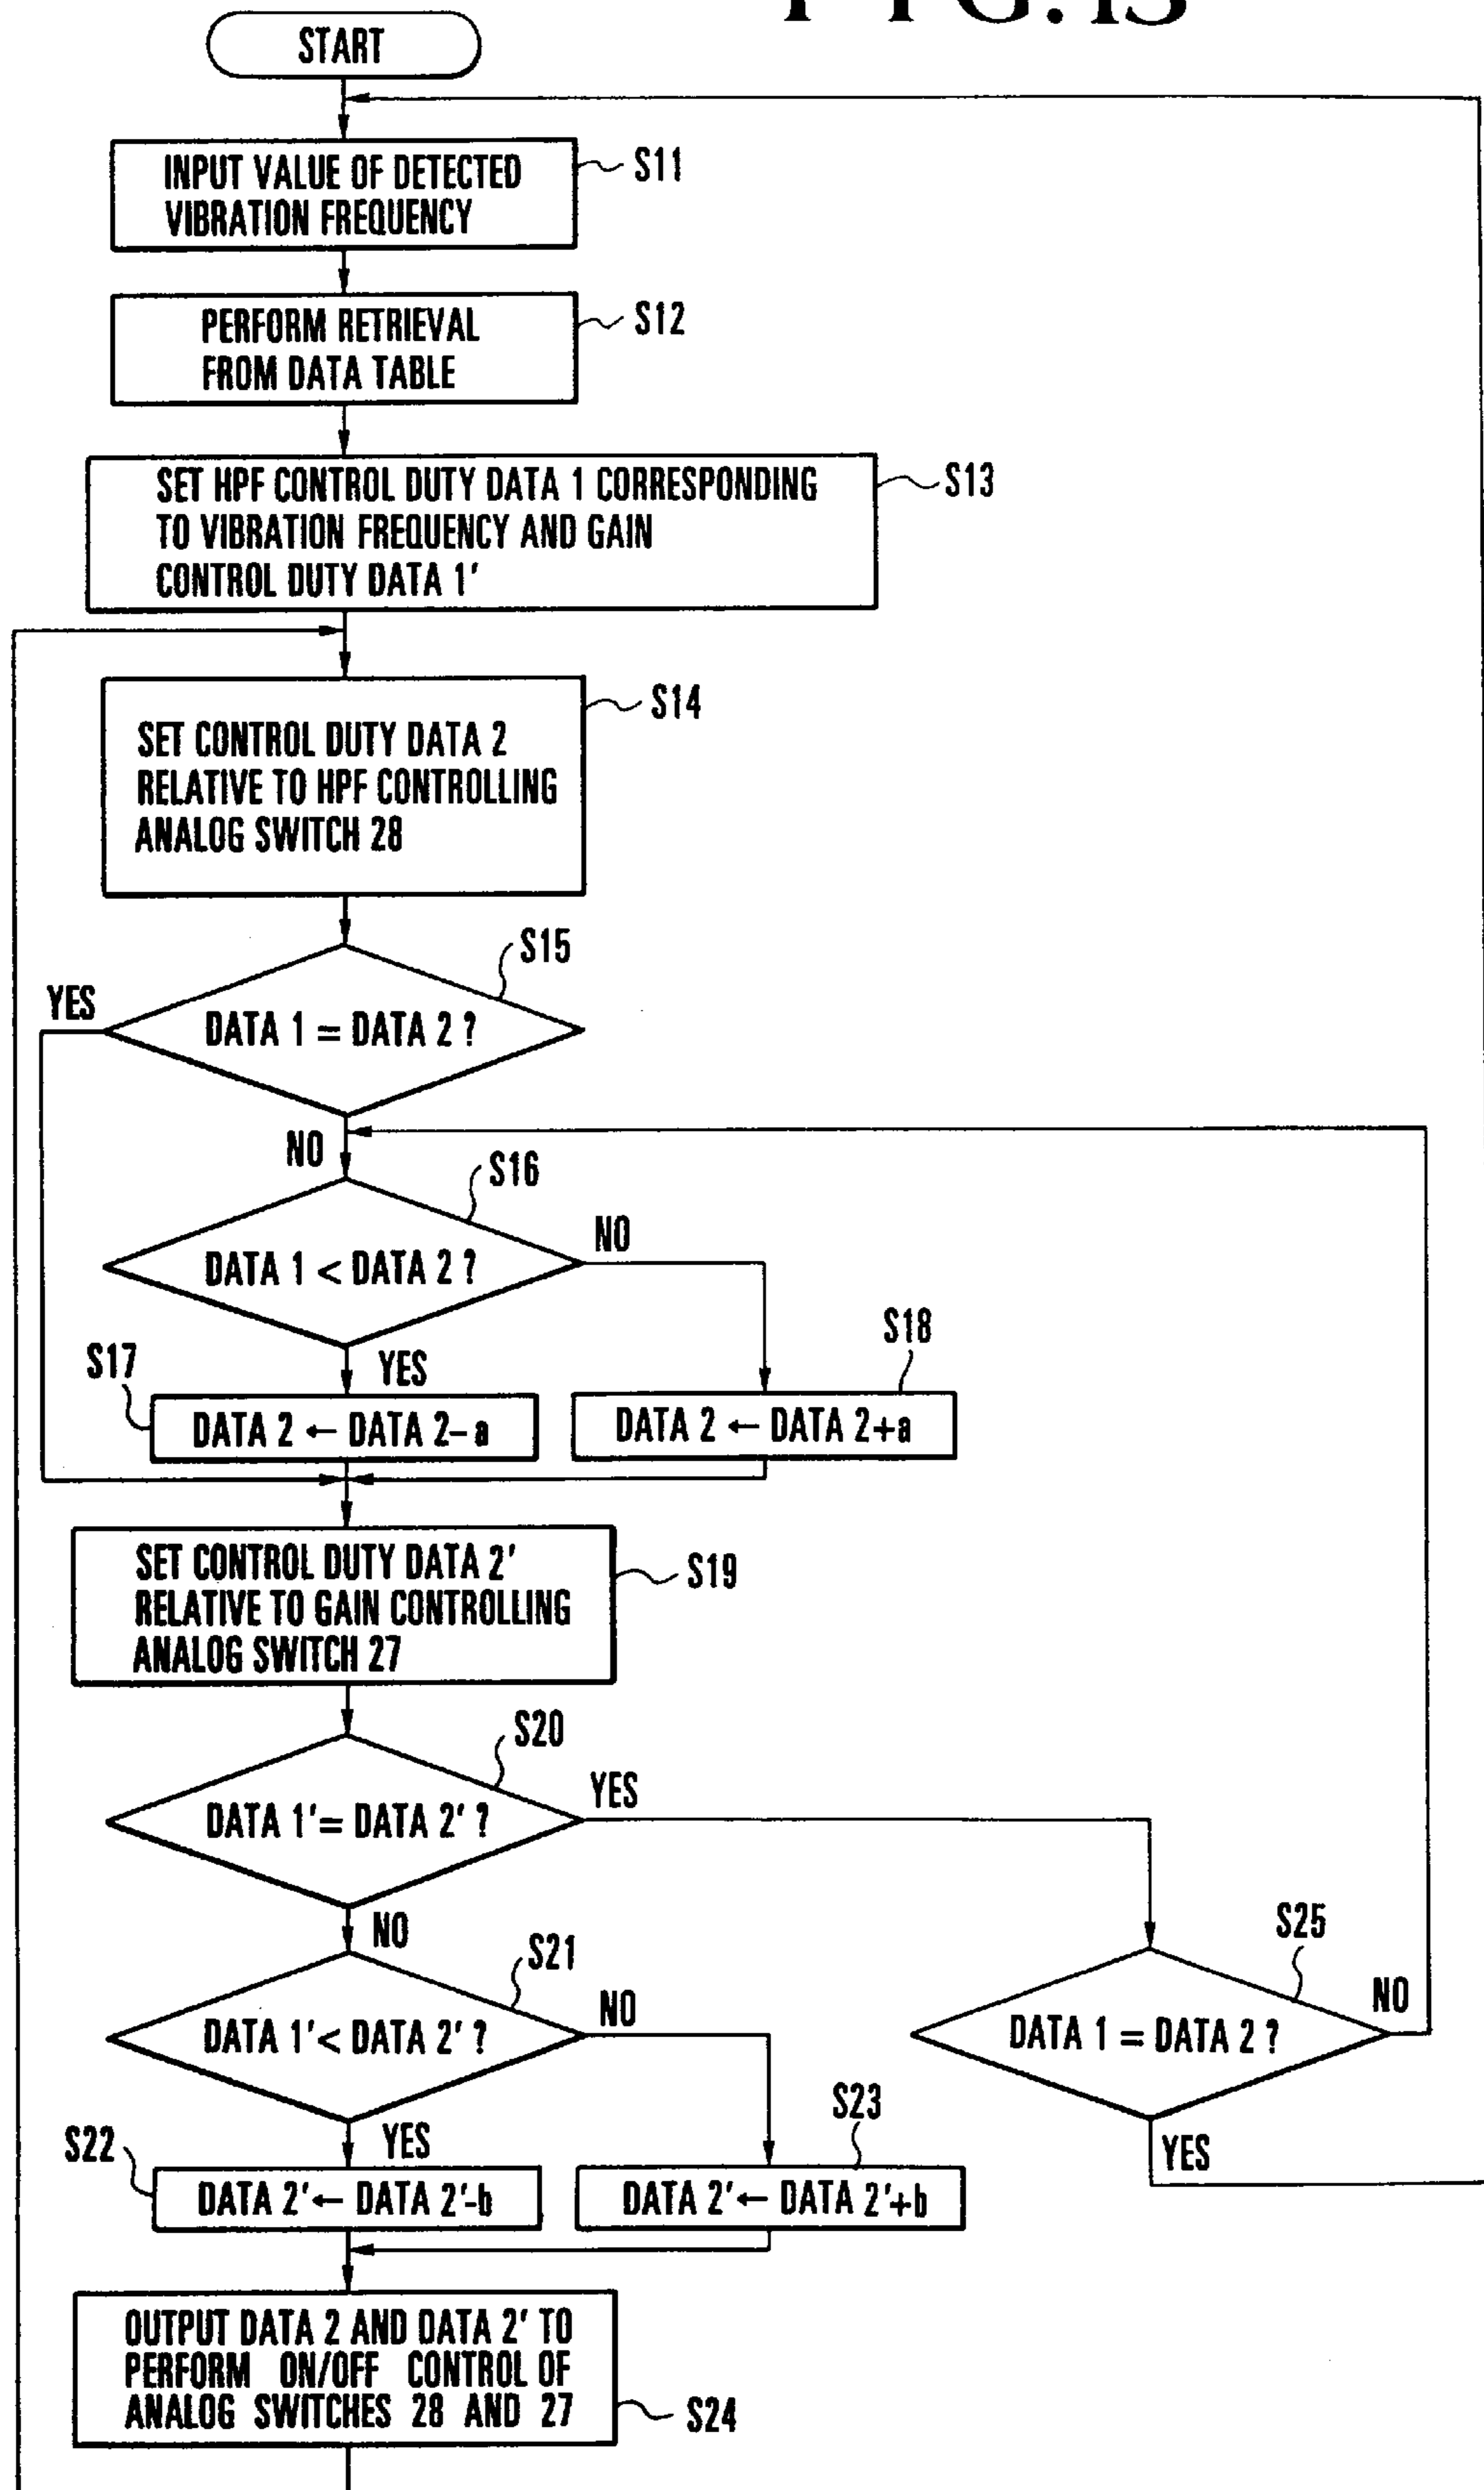 FIG.13
START
INPUT VALUE OF DETECTED
VIBRATION FREQUENCY
S11
PERFORM RETRIEVAL
FROM DATA TABLE
S12
SET HPF CONTROL DUTY DATA 1 CORRESPONDING
TO VIBRATION FREQUENCY AND GAIN
CONTROL DUTY DATA 1'
S13
SET CONTROL DUTY DATA 2
RELATIVE TO HPF CONTROLLING
ANALOG SWITCH 28
S14
S15
YES
DATA 1 = DATA 2 ?
NO
S16
DATA 1 < DATA 2 ?
NO
S17
YES
S18
DATA 2 ← DATA 2- a
DATA 2 ← DATA 2+a
SET CONTROL DUTY DATA 2'
RELATIVE TO GAIN CONTROLLING
ANALOG SWITCH 27
S19
S20
DATA 1'= DATA 2' ?
YES
NO
S21
DATA 1'< DATA 2' ?
NO
S25
DATA 1 = DATA 2 ?
NO
YES
S22
YES
S23
DATA 2'← DATA 2'-b
DATA 2'← DATA 2'+b
OUTPUT DATA 2 AND DATA 2' TO
PERFORM ON/OFF CONTROL OF
ANALOG SWITCHES 28 AND 27
S24